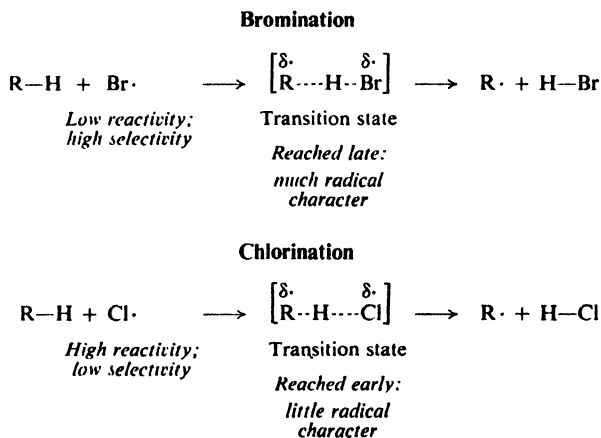 Bromination
δ· δ·
R—H + Br· ⟶ [R----H--Br] ⟶ R· + H—Br
Low reactivity; Transition state
high selectivity
Reached late:
much radical
character
Chlorination
δ· δ·
R—H + Cl· ⟶ [R--H----Cl] ⟶ R· + H—Cl
High reactivity; Transition state
low selectivity
Reached early:
little radical
character